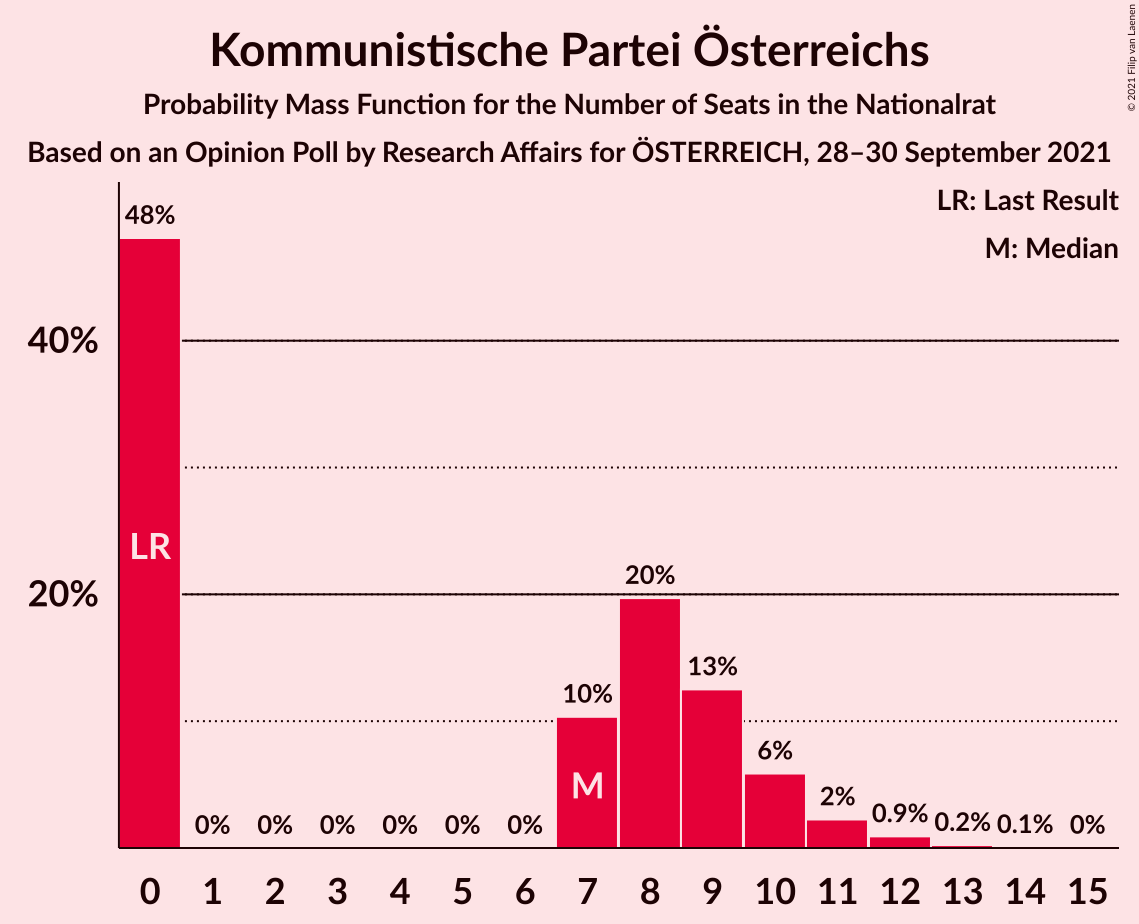 Kommunistische Partei Österreichs
Probability Mass Function for the Number of Seats in the Nationalrat
Based on an Opinion Poll by Research Affairs for ÖSTERREICH, 28–30 September 2021
© 2021 Filip van Laenen
LR: Last Result
M: Median
48%
40%
LR
20%
20%
13%
10%
6%
M
2%
0% 0% 0% 0% 0% 0% 0.9% 0.2% 0.1% 0%
0 1 2 3 4 5 6 7 8 9 10 11 12 13 14 15